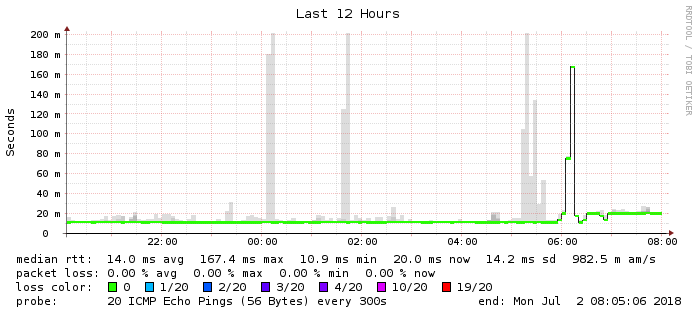 Last 12 Hours
RRDTOOL / TOBI OETIKER
Seconds
200 m
180 m
160 m
140 m
120 m
100 m
80 m
60 m
40 m
20 m
0
22:00 00:00 02:00 04:00 06:00 08:00
median rtt: 14.0 ms avg 167.4 ms max 10.9 ms min 20.0 ms now 14.2 ms sd 982.5 m am/s
packet loss: 0.00 % avg 0.00 % max 0.00 % min 0.00 % now
loss color: 0 1/20 2/20 3/20 4/20 10/20 19/20
probe: 20 ICMP Echo Pings (56 Bytes) every 300s end: Mon Jul 2 08:05:06 2018